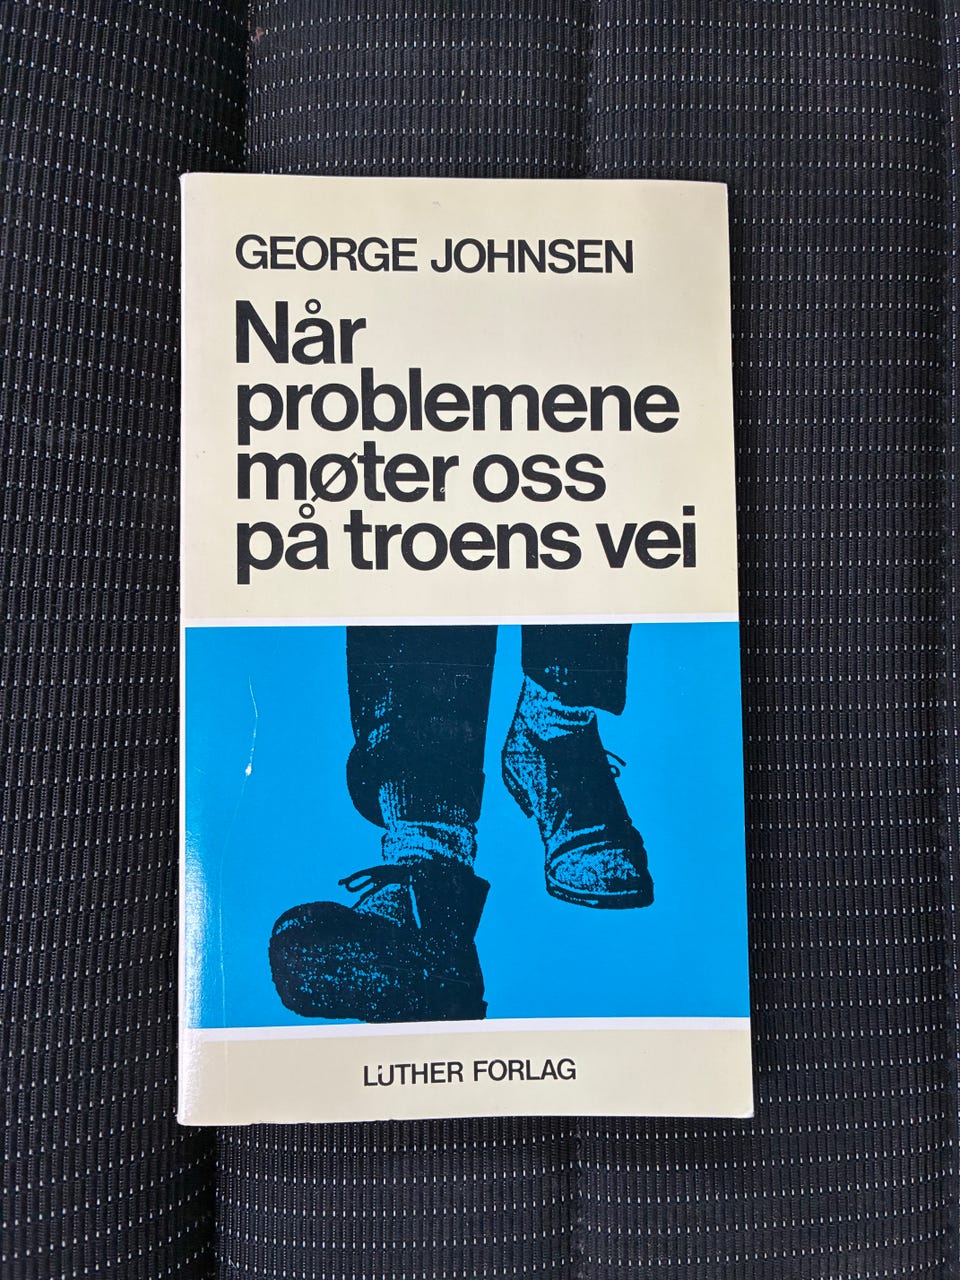 GEORGE JOHNSEN
Når
problemene
møter oss
på troens vei
LUTHER FORLAG